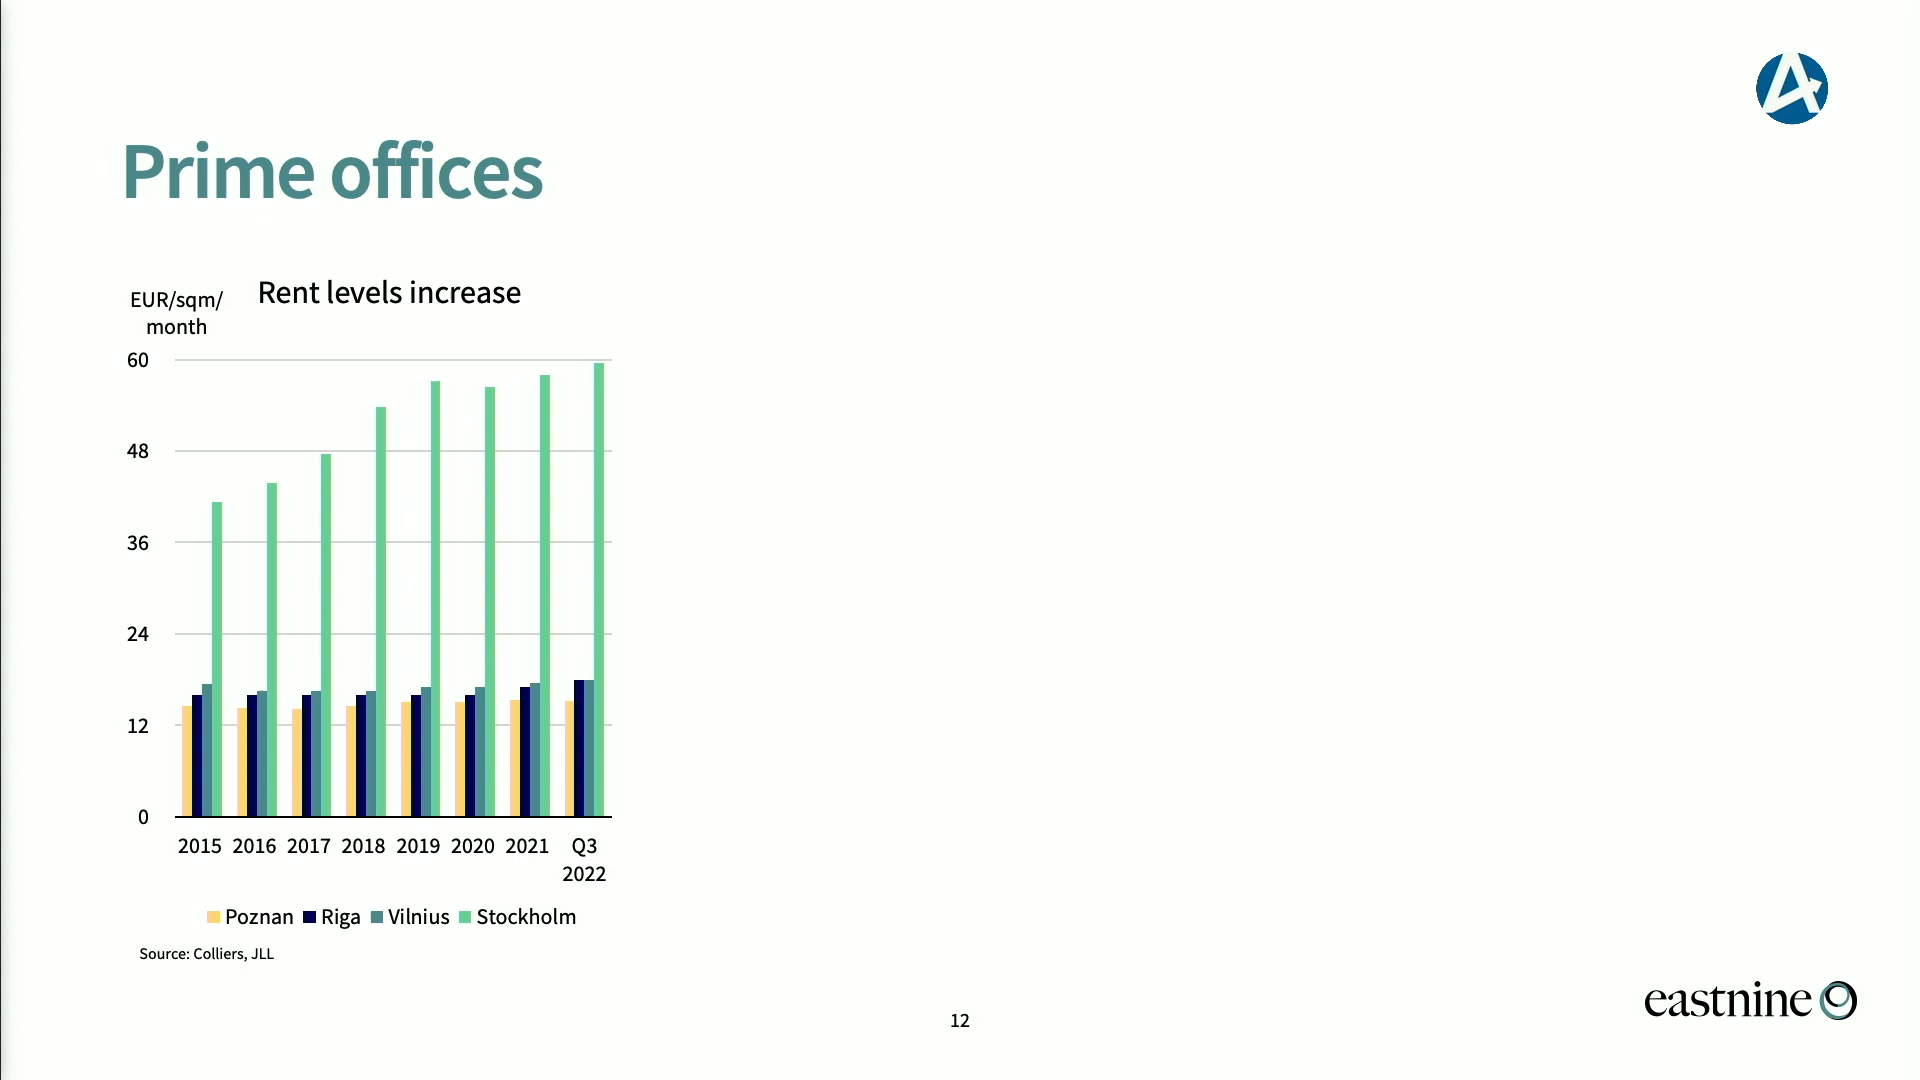 Prime offices
EUR/sqm/
month
Rent levels increase
60
48
36
24
12
0
2015 2016 2017 2018 2019 2020 2021 Q3
2022
Poznan Riga Vilnius Stockholm
Source: Colliers, JLL
12
eastnine